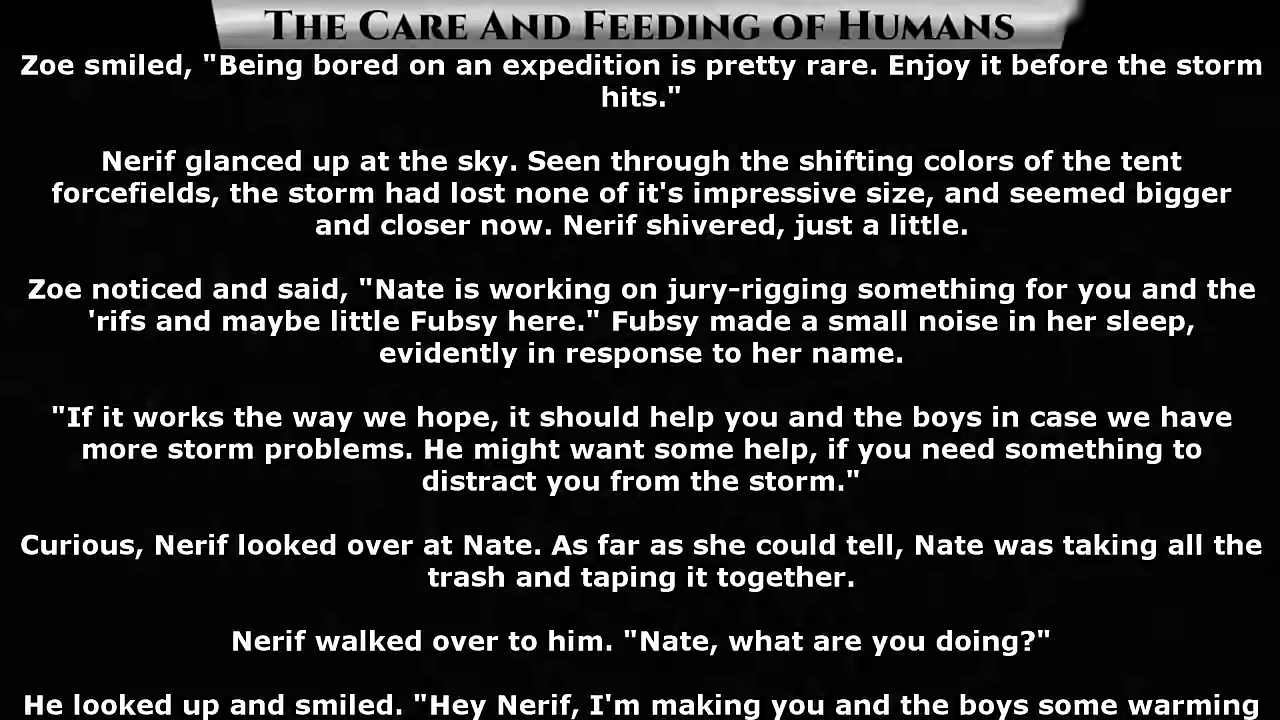 The Care And Feeding of Humans
Zoe smiled, "Being bored on an expedition is pretty rare. Enjoy it before the storm
hits."
Nerif glanced up at the sky. Seen through the shifting colors of the tent
forcefields, the storm had lost none of it's impressive size, and seemed bigger
and closer now. Nerif shivered, just a little.
Zoe noticed and said, "Nate is working on jury-rigging something for you and the
'rifs and maybe little Fubsy here." Fubsy made a small noise in her sleep,
evidently in response to her name.
"If it works the way we hope, it should help you and the boys in case we have
more storm problems. He might want some help, if you need something to
distract you from the storm."
Curious, Nerif looked over at Nate. As far as she could tell, Nate was taking all the
trash and taping it together.
Nerif walked over to him. "Nate, what are you doing?"
He looked up and smiled. "Hey Nerif, I'm making you and the boys some warming